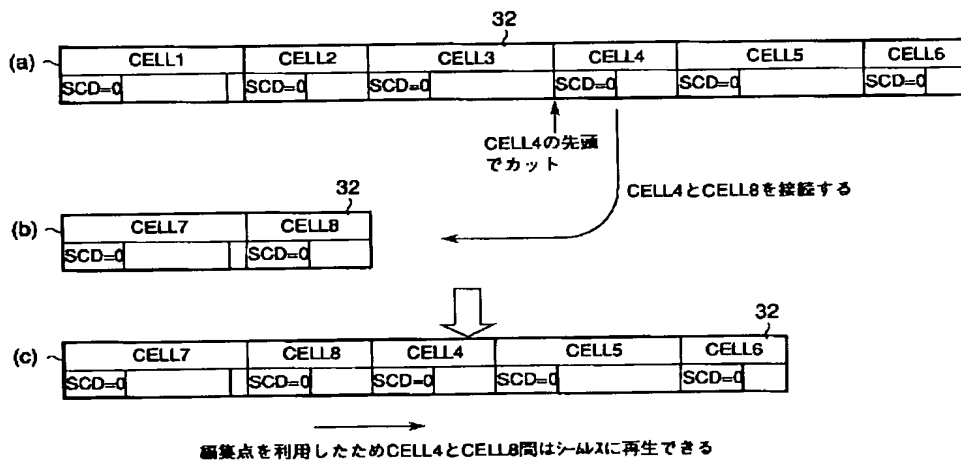 32
(a) CELL1 CELL2 CELL3 CELL4 CELL5 CELL6
SCD=0 SCD=0 SCD=0 SCD=0 SCD=0 SCD=0
CELL4の先頭
でカット
CELL4とCELL8を接続する
32
(b) CELL7 CELL8
SCD=0 SCD=0
32
(c) CELL7 CELL8 CELL4 CELL5 CELL6
SCD=0 SCD=0 SCD=0 SCD=0 SCD=0
編集点を利用したためCELL4とCELL8間はシームレスに再生できる